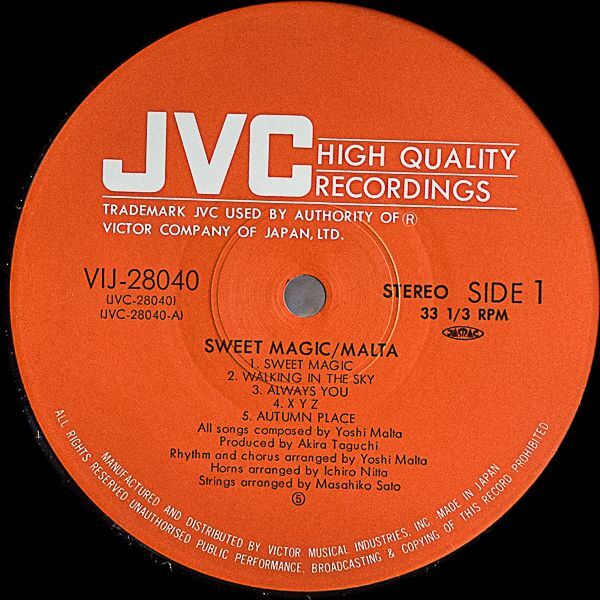 JVC
HIGH QUALITY
RECORDINGS
TRADEMARK JVC USED BY AUTHORITY OF Ⓡ
VICTOR COMPANY OF JAPAN, LTD.
VIJ-28040
(JVC-28040)
(JVC-28040-A)
STEREO SIDE 1
33 1/3 RPM
JASRAC
SWEET MAGIC/MALTA
1. SWEET MAGIC
2. WALKING IN THE SKY
3. ALWAYS YOU
4. X Y Z
5. AUTUMN PLACE
All songs composed by Yoshi Malta
Produced by Akira Taguchi
Rhythm and chorus arranged by Yoshi Malta
Horns arranged by Ichiro Nitta
Strings arranged by Masahiko Sato
⑤
MANUFACTURED AND DISTRIBUTED BY VICTOR MUSICAL INDUSTRIES, INC. MADE IN JAPAN
ALL RIGHTS RESERVED UNAUTHORISED PUBLIC PERFORMANCE, BROADCASTING & COPYING OF THIS RECORD PROHIBITED